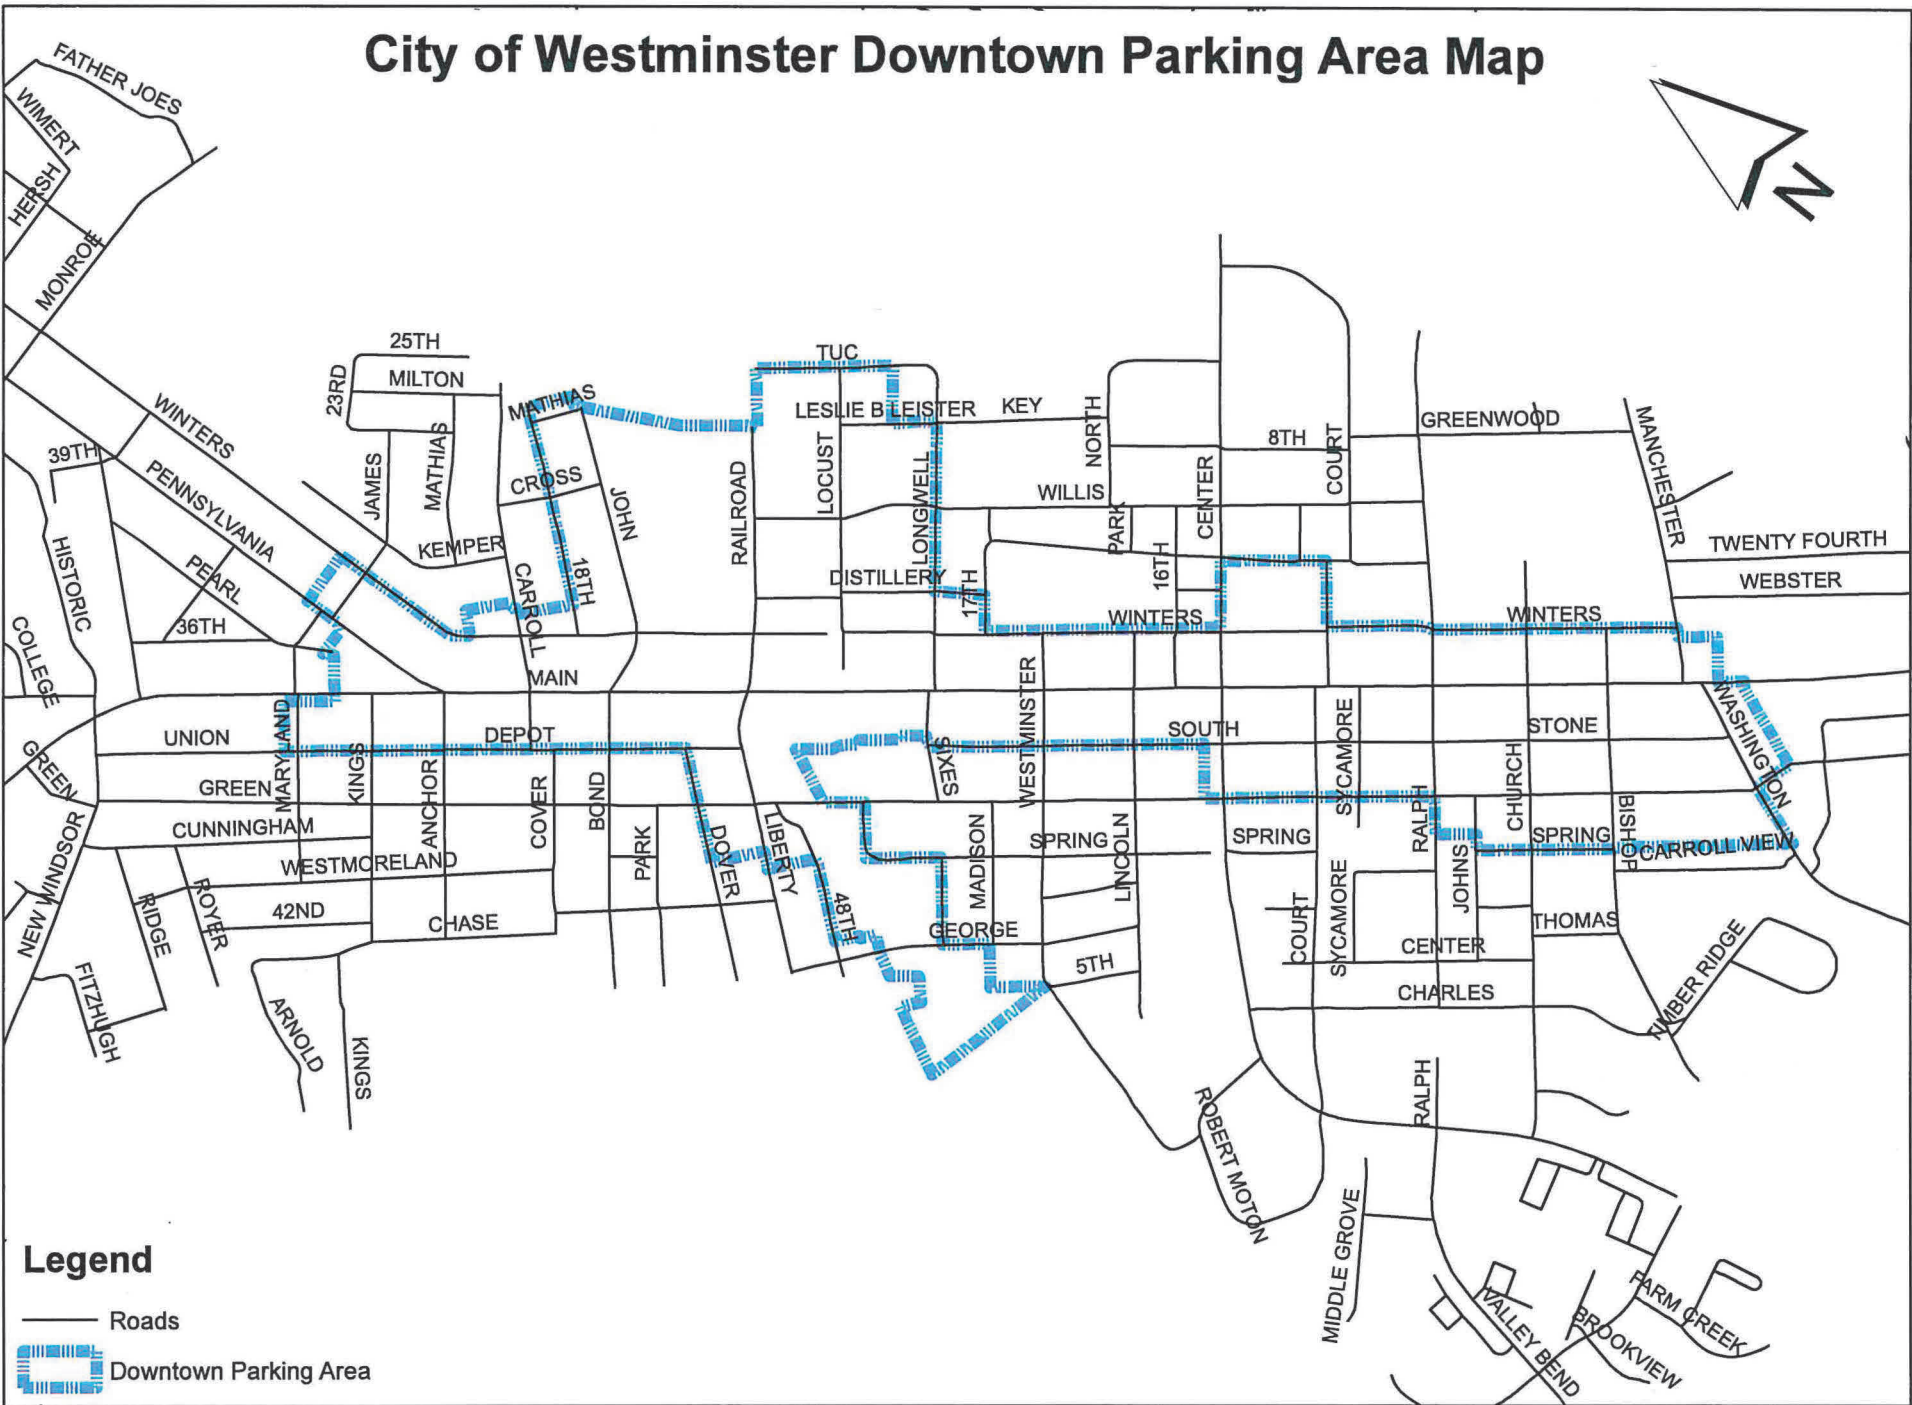 City of Westminster Downtown Parking Area Map
N
FATHER JOES
WIMERT
HERSH
MONROE
25TH
23RD
MILTON
TUC
MATHIAS
LESLIE B LEISTER
KEY
NORTH
WINTERS
GREENWOOD
MANCHESTER
8TH
COURT
39TH
JAMES
MATHIAS
CROSS
JOHN
RAILROAD
LOCUST
LONGWELL
WILLIS
CENTER
PENNSYLVANIA
HISTORIC
KEMPER
PARK
TWENTY FOURTH
WEBSTER
PEARL
CARROLL
18TH
DISTILLERY
17TH
16TH
WINTERS
WINTERS
36TH
COLLEGE
MAIN
WESTMINSTER
WASHINGTON
UNION
MARYLAND
DEPOT
SOUTH
SYCAMORE
STONE
GREEN
KINGS
ANCHOR
COVER
BOND
SIXES
GREEN
RALPH
CHURCH
CUNNINGHAM
NEW WINDSOR
PARK
DOVER
LIBERTY
MADISON
SPRING
LINCOLN
SPRING
SPRING
BISHOP
CARROLL VIEW
WESTMORELAND
RIDGE
ROYER
42ND
CHASE
48TH
GEORGE
COURT
SYCAMORE
JOHNS
THOMAS
CENTER
5TH
CHARLES
TIMBER RIDGE
FITZHUGH
ARNOLD
KINGS
ROBERT MOTON
RALPH
MIDDLE GROVE
VALLEY BEND
BROOKVIEW
FARM CREEK
Legend
Roads
Downtown Parking Area